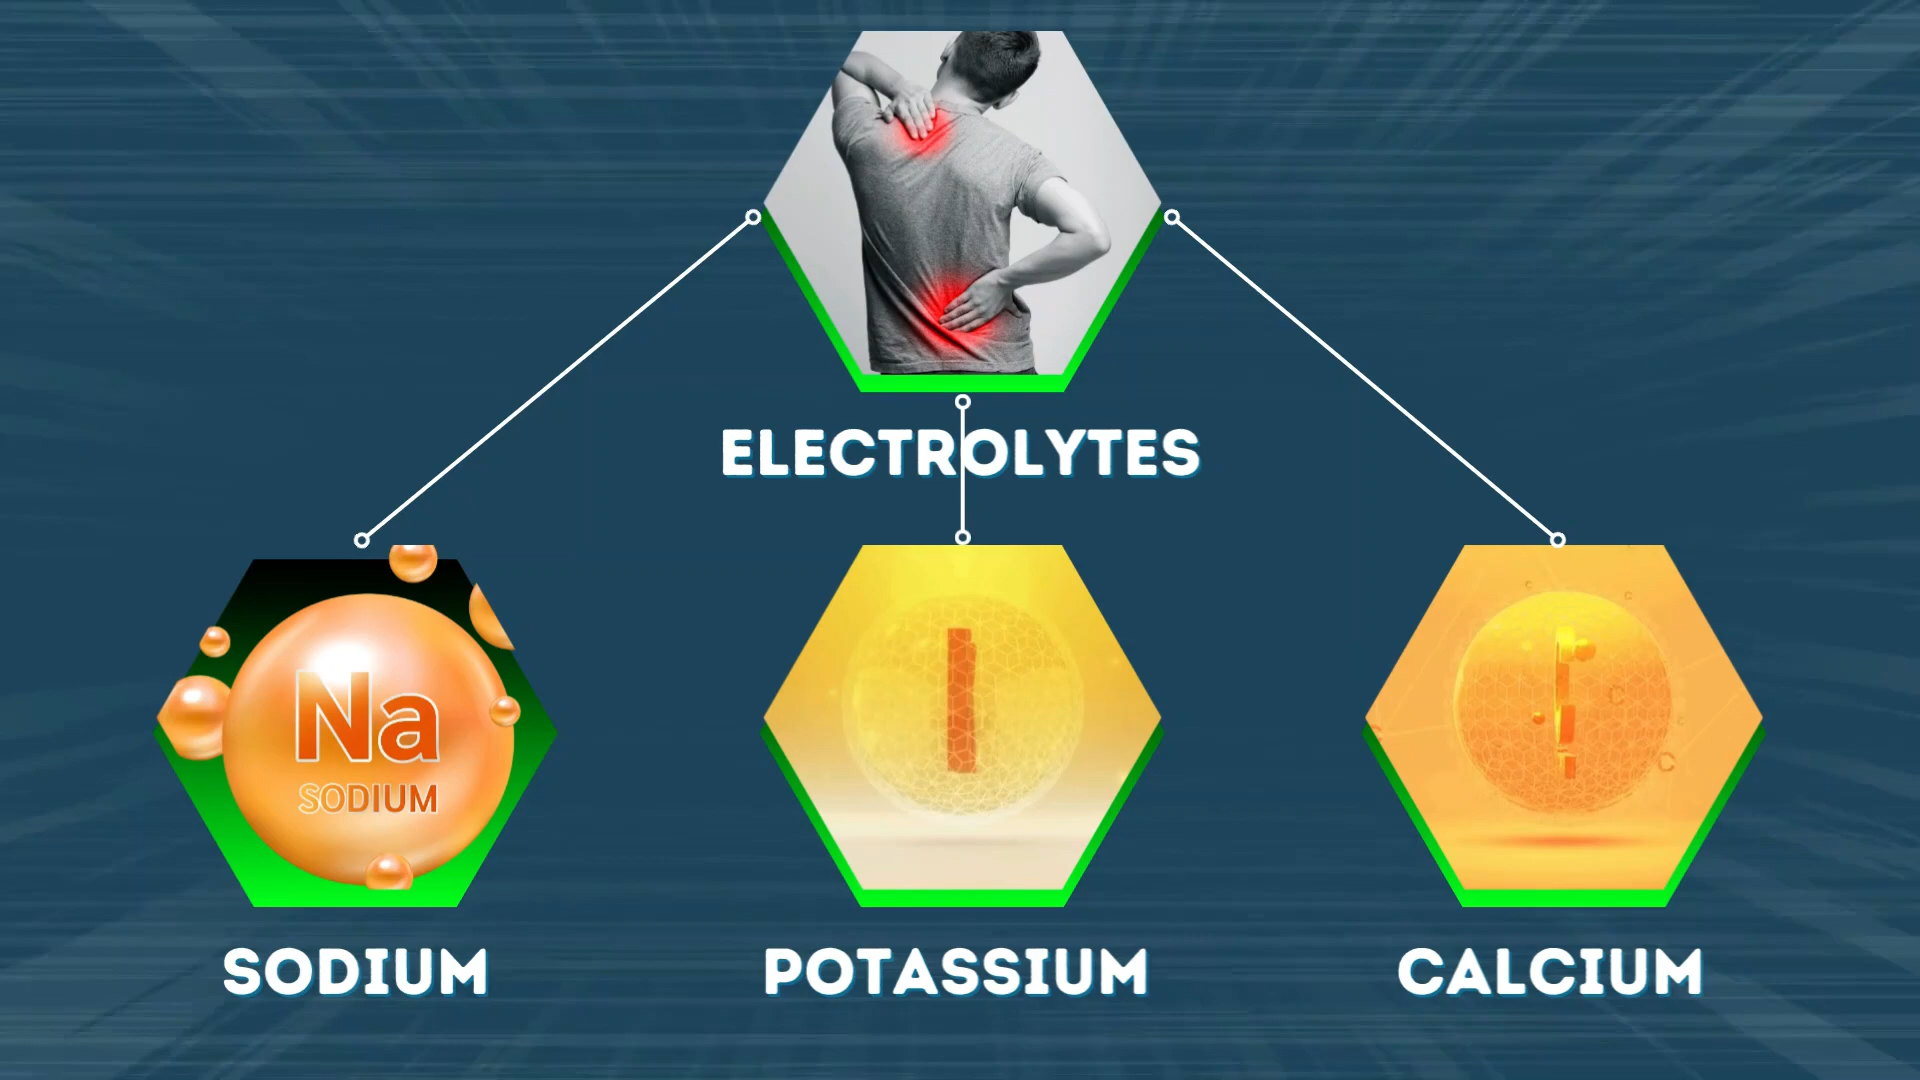 ELECTROLYTES
Na
SODIUM
SODIUM
POTASSIUM
CALCIUM